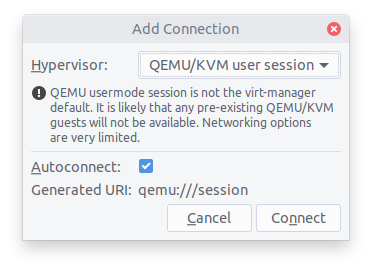 Add Connection
Hypervisor: QEMU/KVM user session
QEMU usermode session is not the virt-manager
default. It is likely that any pre-existing QEMU/KVM
guests will not be available. Networking options
are very limited.
Autoconnect:
Generated URI: qemu:///session
Cancel Connect